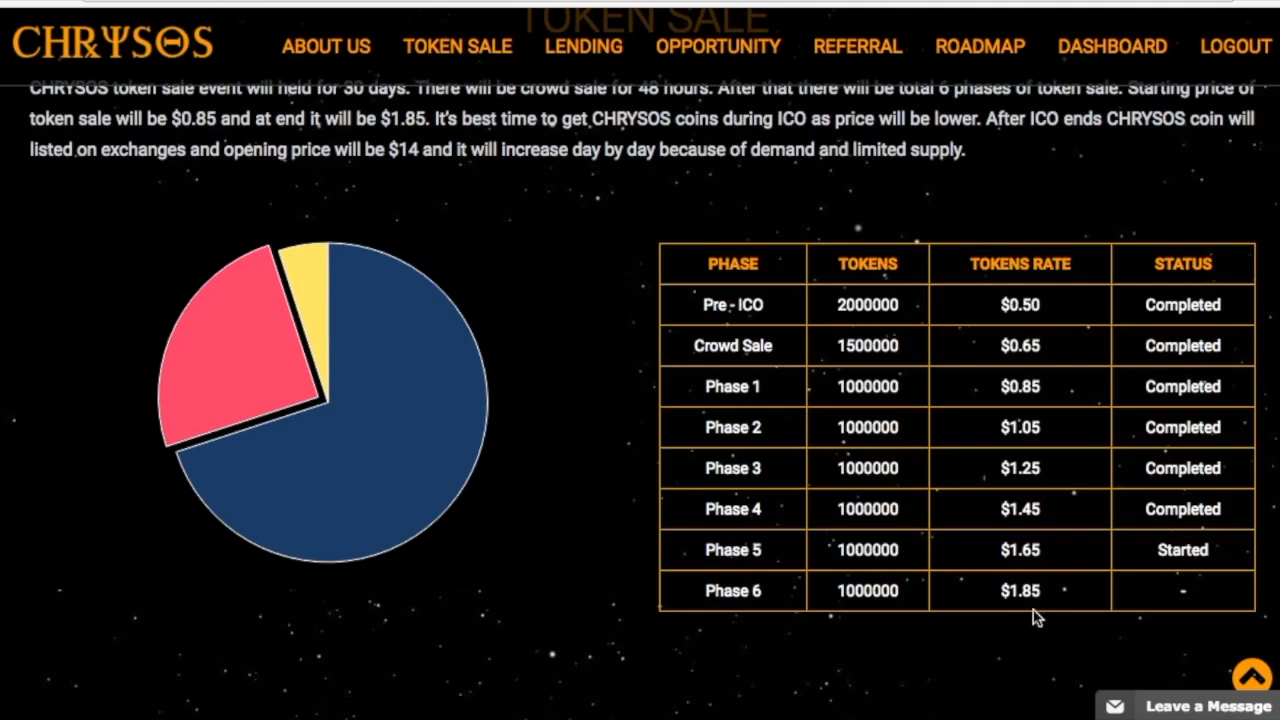 TOKEN SALE
CHRYSOS
ABOUT US TOKEN SALE LENDING OPPORTUNITY REFERRAL ROADMAP DASHBOARD LOGOUT
CHRYSOS token sale event will held for 30 days. There will be crowd sale for 48 hours. After that there will be total 6 phases of token sale. Starting price of
token sale will be $0.85 and at end it will be $1.85. It's best time to get CHRYSOS coins during ICO as price will be lower. After ICO ends CHRYSOS coin will
listed on exchanges and opening price will be $14 and it will increase day by day because of demand and limited supply.
PHASE TOKENS TOKENS RATE STATUS
Pre - ICO 2000000 $0.50 Completed
Crowd Sale 1500000 $0.65 Completed
Phase 1 1000000 $0.85 Completed
Phase 2 1000000 $1.05 Completed
Phase 3 1000000 $1.25 Completed
Phase 4 1000000 $1.45 Completed
Phase 5 1000000 $1.65 Started
Phase 6 1000000 $1.85 -
Leave a Message